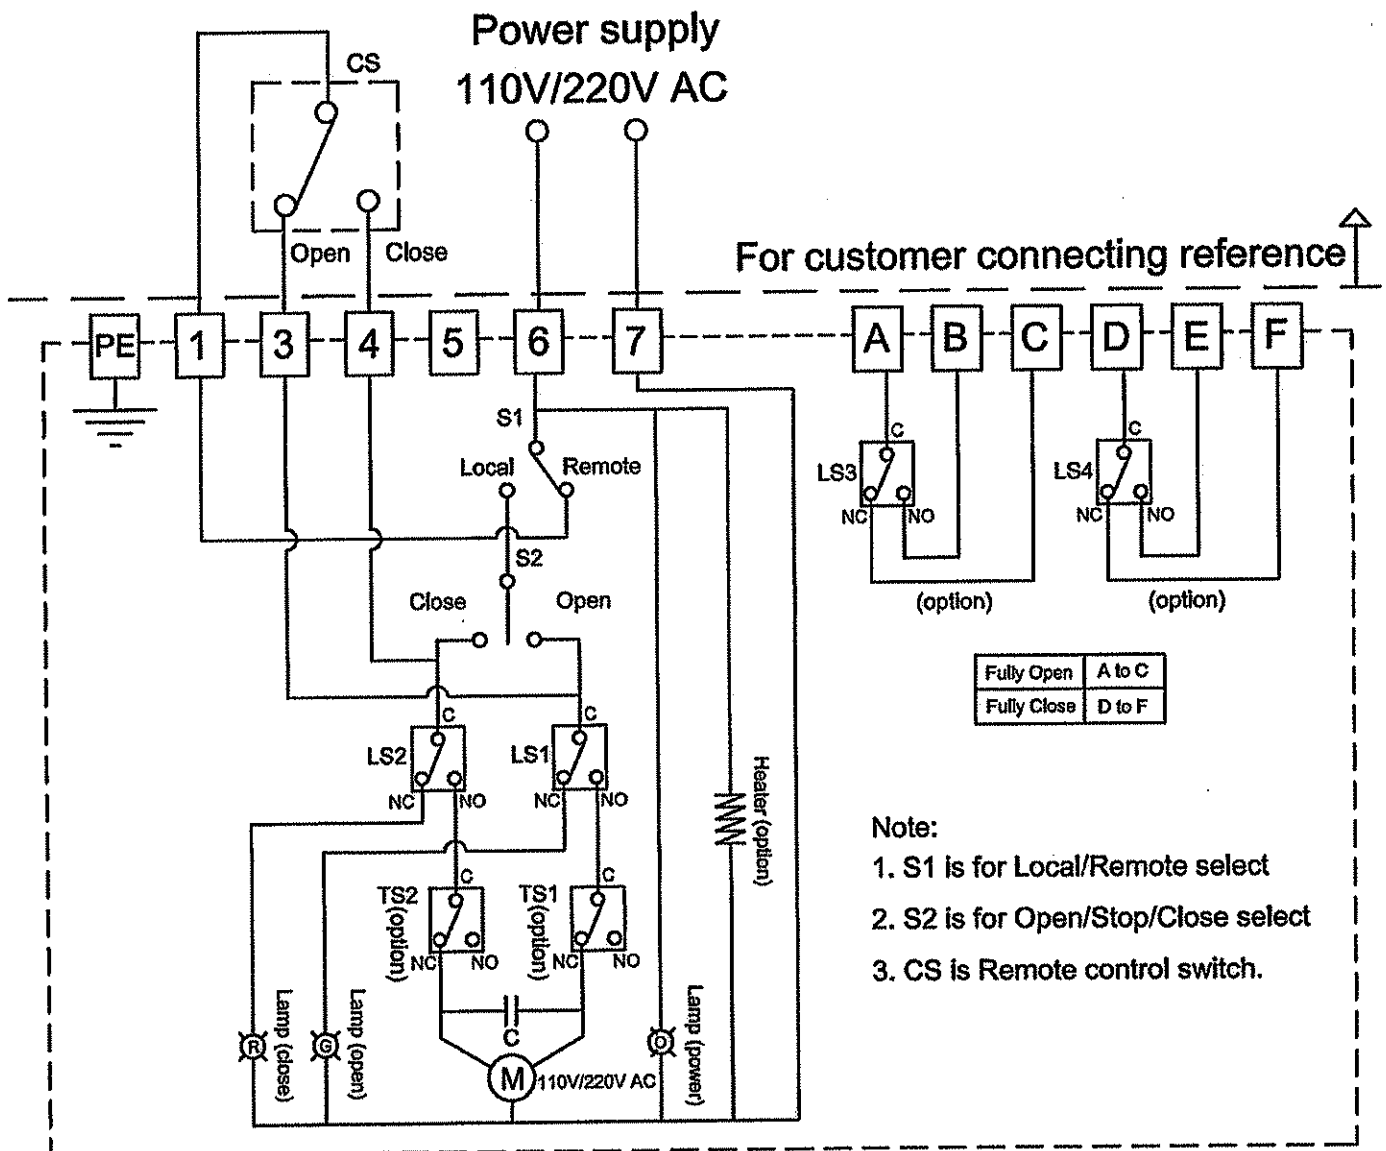 Power supply
110V/220V AC
CS
Open
Close
For customer connecting reference
PE
1
3
4
5
6
7
A
B
C
D
E
F
S1
Local
Remote
C
LS3
NC
NO
(option)
C
LS4
NC
NO
(option)
S2
Close
Open
Fully Open A to C
Fully Close D to F
C
LS2
NC
NO
C
LS1
NC
NO
Heater (option)
C
TS2
(option)
NC
NO
C
TS1
(option)
NC
NO
Note:
1. S1 is for Local/Remote select
2. S2 is for Open/Stop/Close select
3. CS is Remote control switch.
R
Lamp (close)
G
Lamp (open)
C
M
110V/220V AC
O
Lamp (power)